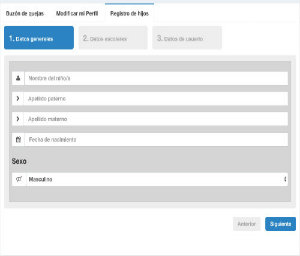 Buzón de quejas Modificar mi Perfil Registro de hijos
1. Datos generales 2. Datos escolares 3. Datos de usuario
Nombre del niño/a
Apellido paterno
Apellido materno
Fecha de nacimiento
Sexo
Masculino
Anterior Siguiente